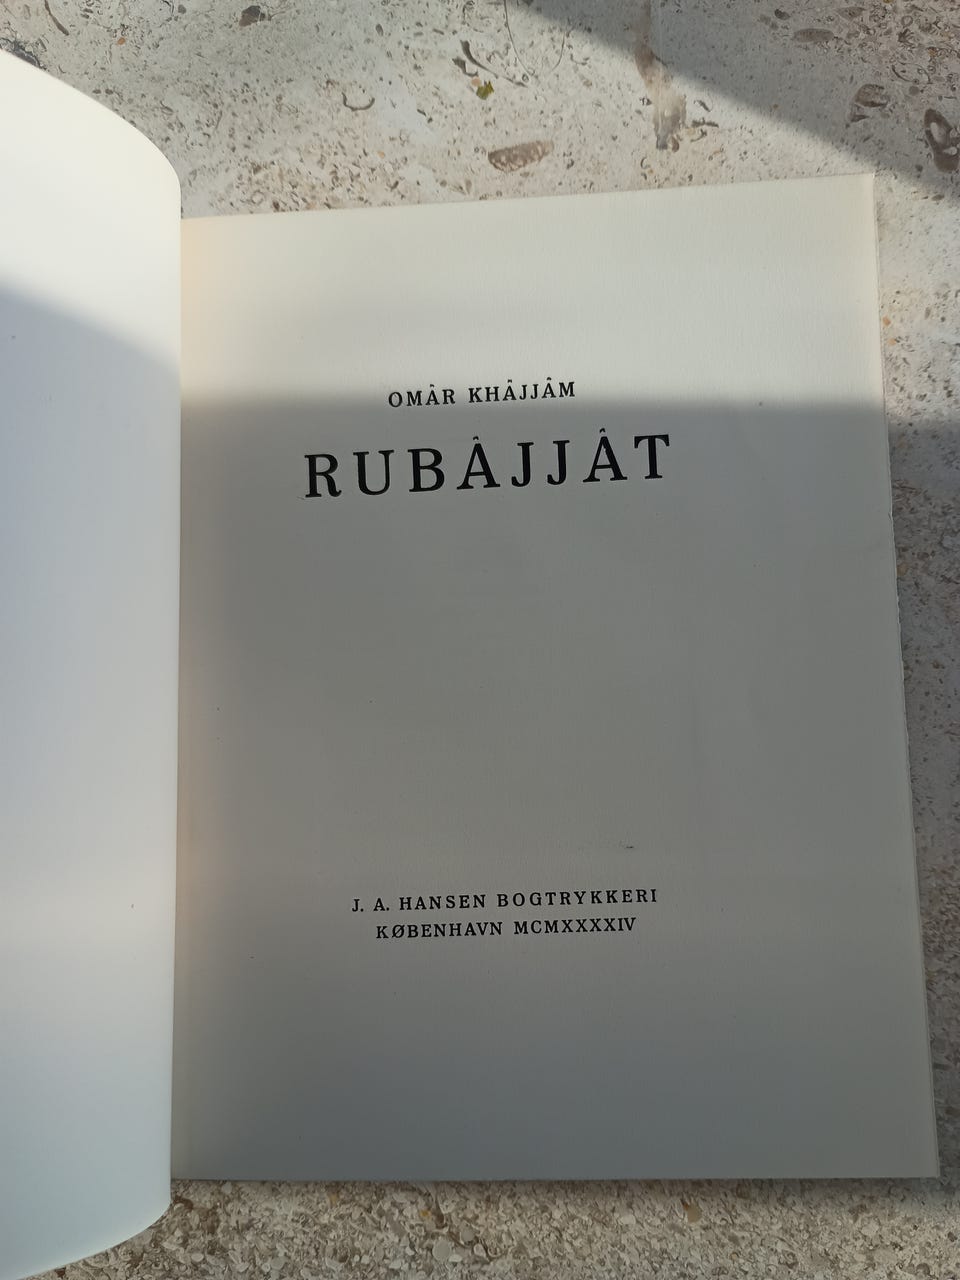 OMÂR KHÂJJÂM
RUBÂJJÂT
J. A. HANSEN BOGTRYKKERI
KØBENHAVN MCMXXXXIV